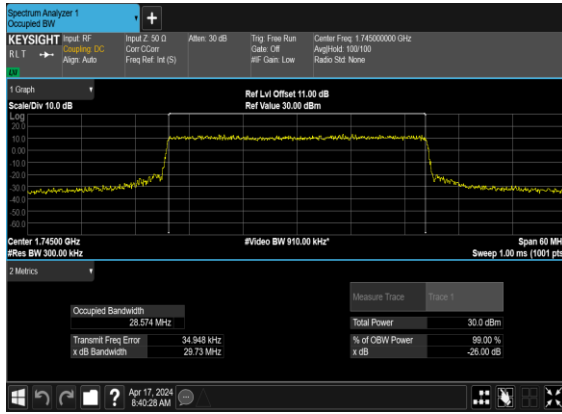 Spectrum Analyzer 1
Occupied BW
+
KEYSIGHT Input: RF Input Z: 50 Ω Atten: 30 dB Trig: Free Run Center Freq: 1.745000000 GHz
RLT Coupling: DC Corr CCorr Gate: Off Avg|Hold: 100/100
Align: Auto Freq Ref: Int (S) #IF Gain: Low Radio Std: None
1 Graph
Ref Lvl Offset 11.00 dB
Scale/Div 10.0 dB Ref Value 30.00 dBm
Log
20.0
10.0
0.00
-10.0
-20.0
-30.0
-40.0
-50.0
-60.0
Center 1.74500 GHz #Video BW 910.00 kHz* Span 60 MH
#Res BW 300.00 kHz Sweep 1.00 ms (1001 pts
2 Metrics
Measure Trace Trace 1
Occupied Bandwidth
28.574 MHz Total Power 30.0 dBm
Transmit Freq Error 34.948 kHz % of OBW Power 99.00 %
x dB Bandwidth 29.73 MHz x dB -26.00 dB
? Apr 17, 2024
8:40:28 AM